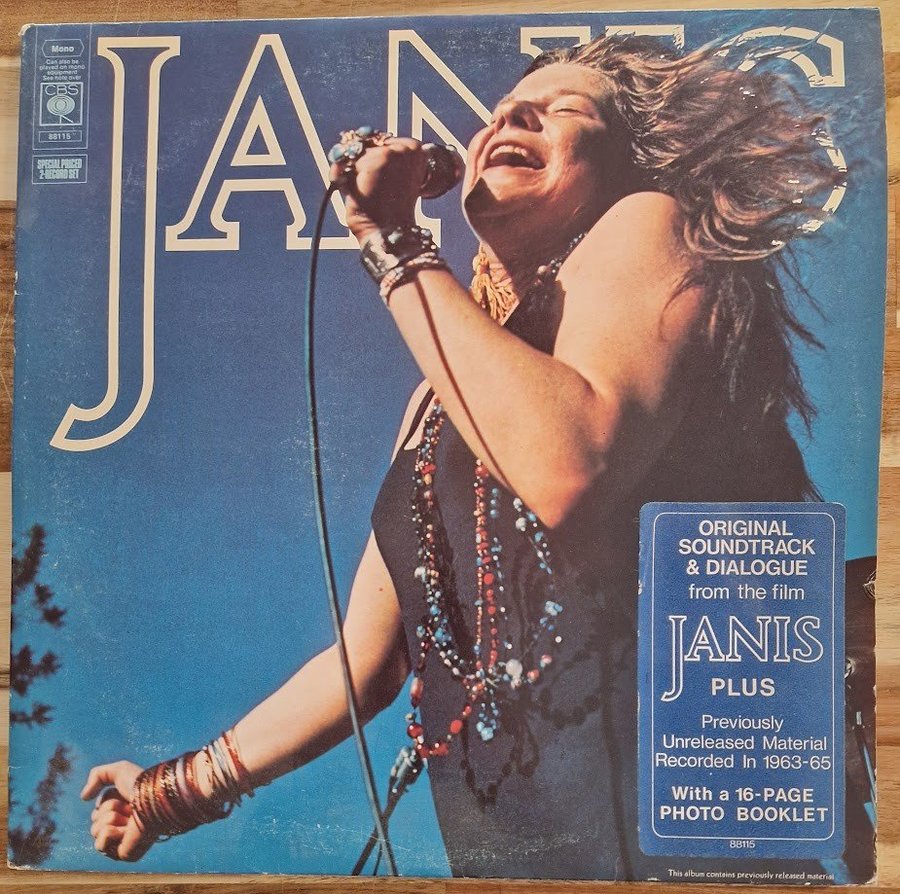 JANIS
Mono
Can also be
played on mono
equipment
See note over
CBS
88115
SPECIAL PRICED
2-RECORD SET
ORIGINAL
SOUNDTRACK
& DIALOGUE
from the film
JANIS
PLUS
Previously
Unreleased Material
Recorded In 1963-65
With a 16-PAGE
PHOTO BOOKLET
88115
This album contains previously released material